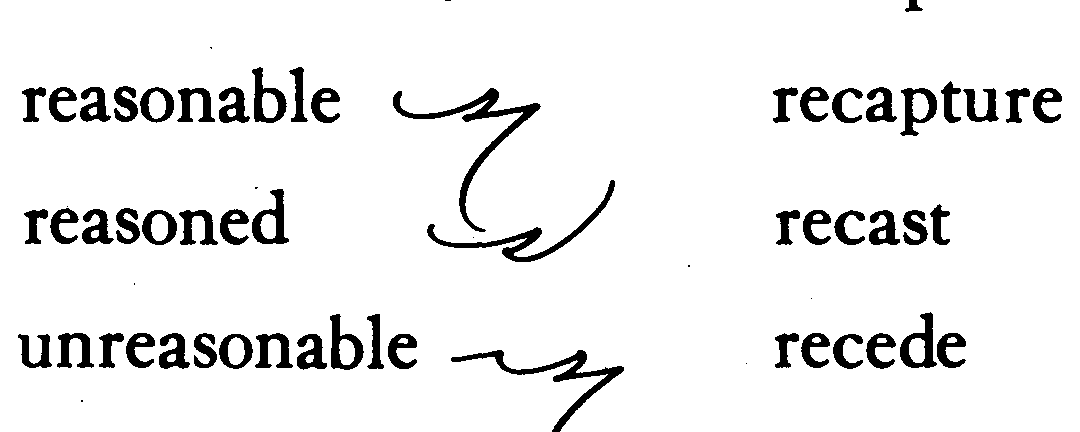 reasonable recapture
reasoned recast
unreasonable recede